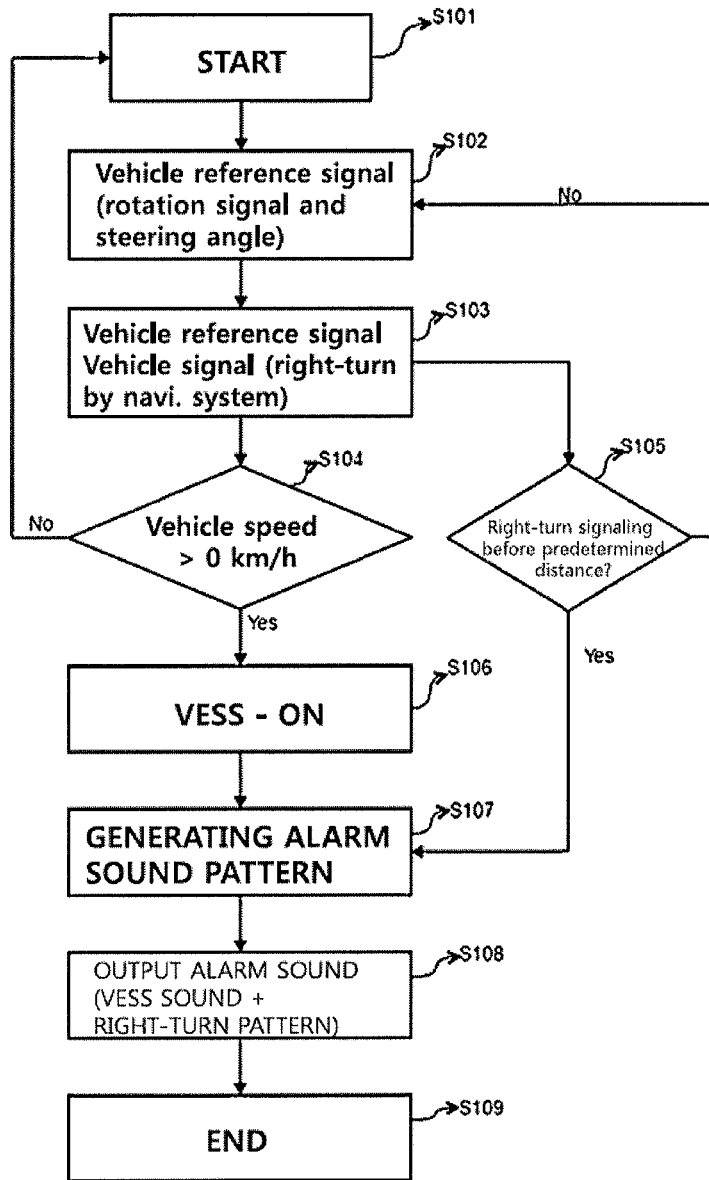 S101
START
S102
Vehicle reference signal
(rotation signal and
steering angle)
No
S103
Vehicle reference signal
Vehicle signal (right-turn
by navi. system)
S104
S105
No
Vehicle speed
> 0 km/h
Right-turn signaling
before predetermined
distance?
Yes
Yes
S106
VESS - ON
S107
GENERATING ALARM
SOUND PATTERN
S108
OUTPUT ALARM SOUND
(VESS SOUND +
RIGHT-TURN PATTERN)
S109
END